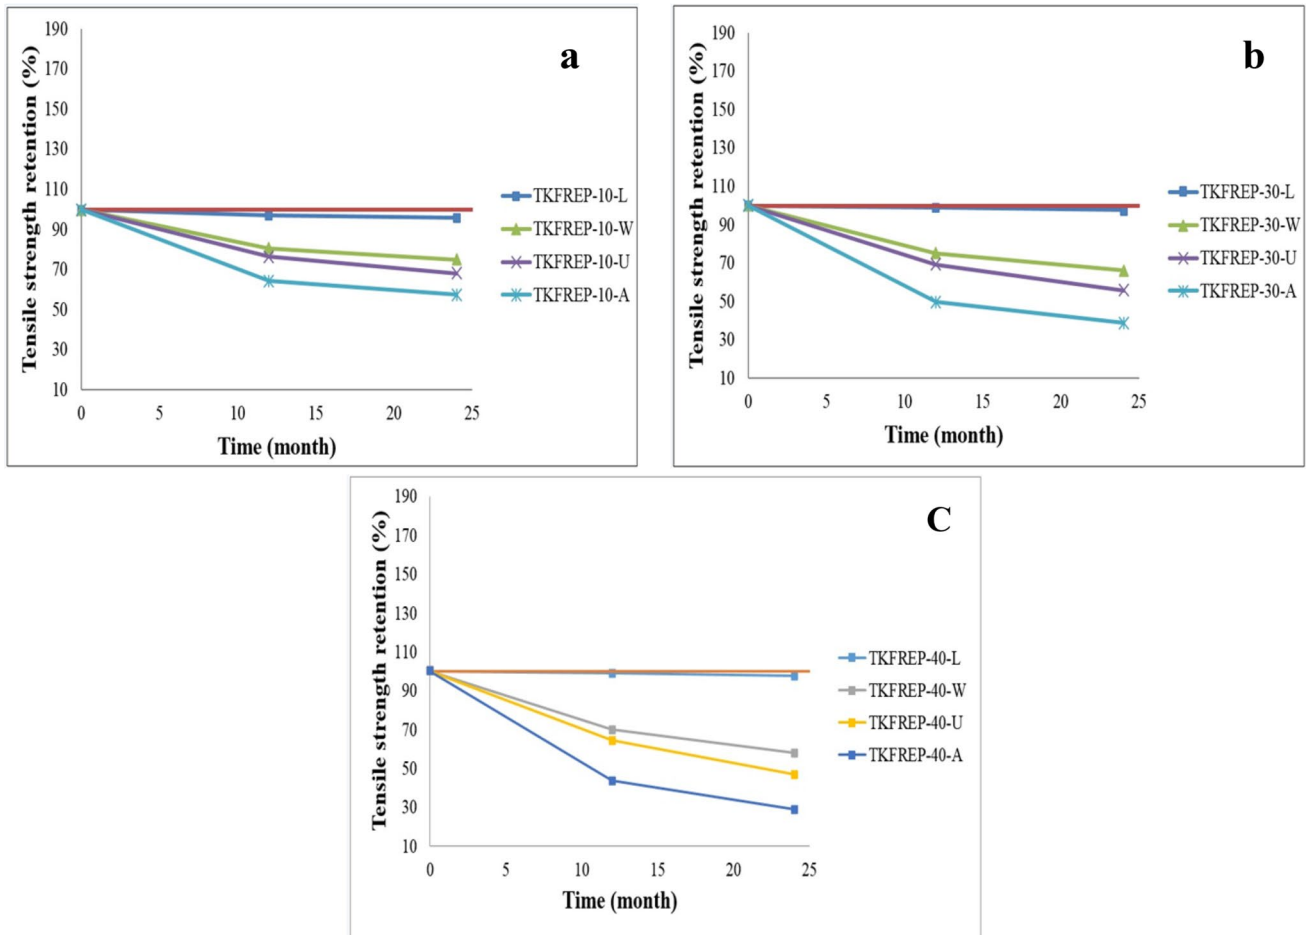 a
Tensile strength retention (%)
190
170
150
130
110
90
70
50
30
10
0 5 10 15 20 25
Time (month)
TKFREP-10-L
TKFREP-10-W
TKFREP-10-U
TKFREP-10-A
b
Tensile strength retention (%)
190
170
150
130
110
90
70
50
30
10
0 5 10 15 20 25
Time (month)
TKFREP-30-L
TKFREP-30-W
TKFREP-30-U
TKFREP-30-A
C
Tensile strength retention (%)
190
170
150
130
110
90
70
50
30
10
0 5 10 15 20 25
Time (month)
TKFREP-40-L
TKFREP-40-W
TKFREP-40-U
TKFREP-40-A